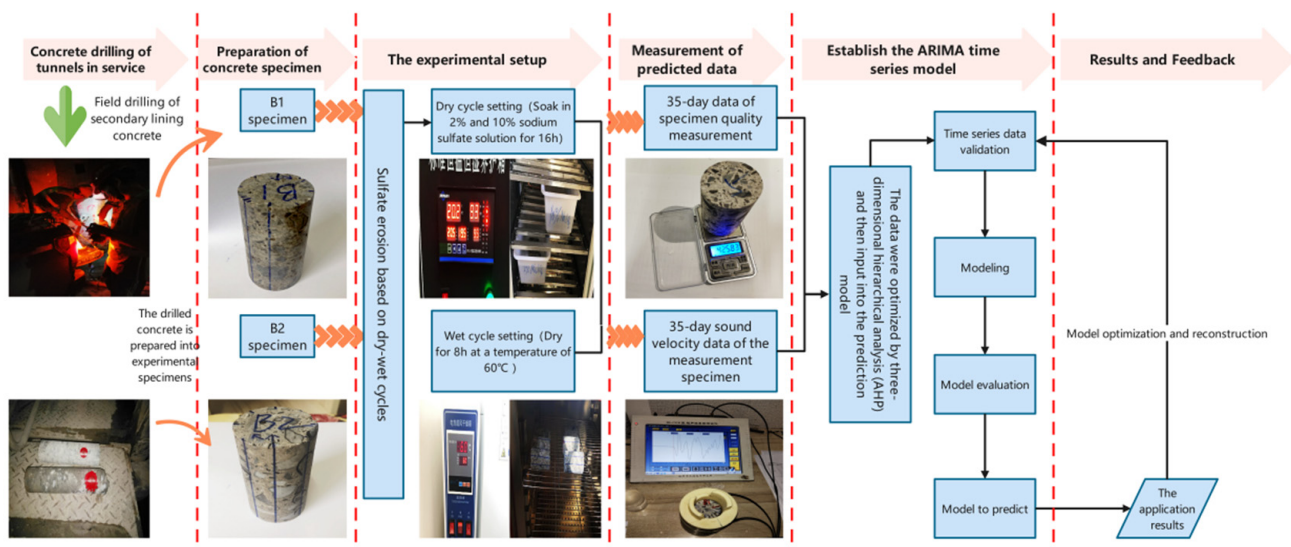 Concrete drilling of
tunnels in service
Preparation of
concrete specimen
The experimental setup
Measurement of
predicted data
Establish the ARIMA time
series model
Results and Feedback
Field drilling of
secondary lining
concrete
The drilled
concrete is
prepared into
experimental
specimens
B1
specimen
B1
B2
specimen
B2
Sulfate erosion based on dry-wet cycles
Dry cycle setting（Soak in
2% and 10% sodium
sulfate solution for 16h）
Wet cycle setting（Dry
for 8h at a temperature of
60℃ ）
35-day data of
specimen quality
measurement
35-day sound
velocity data of the
measurement
specimen
The data were optimized by three-
dimensional hierarchical analysis (AHP)
and then input into the prediction
model
Time series data
validation
Modeling
Model evaluation
Model to predict
The
application
results
Model optimization and reconstruction